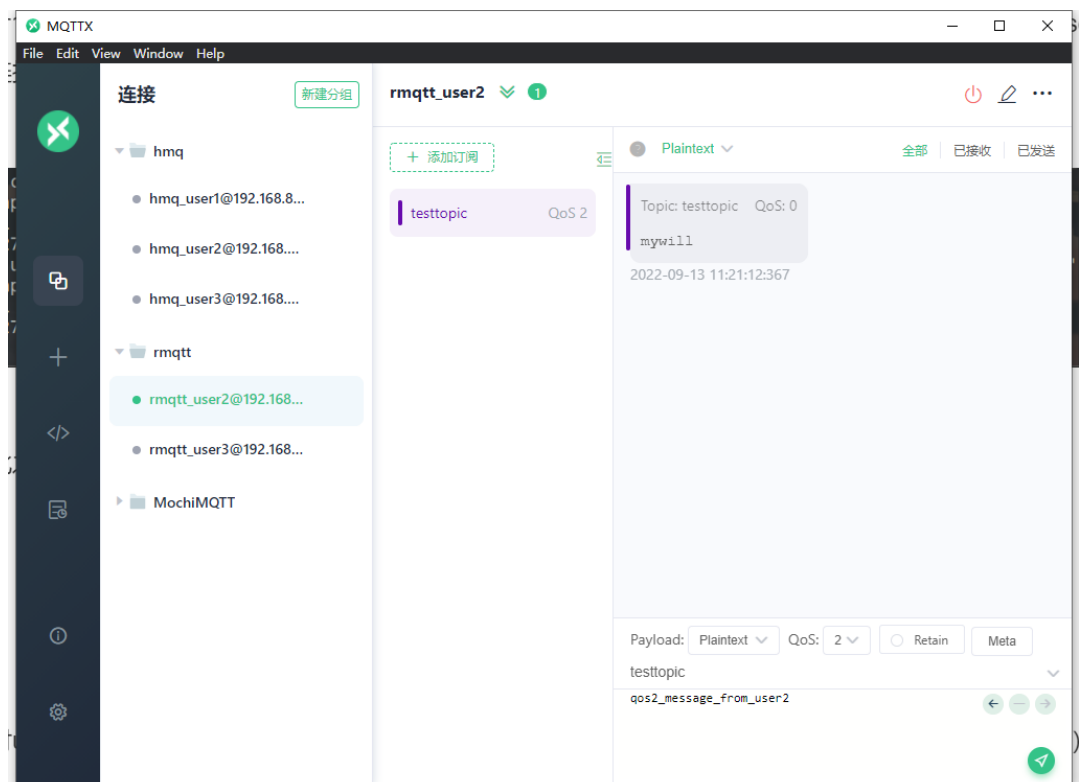 MQTTX
File Edit View Window Help
连接
新建分组
hmq
hmq_user1@192.168.8...
hmq_user2@192.168....
hmq_user3@192.168....
rmqtt
rmqtt_user2@192.168...
rmqtt_user3@192.168...
MochiMQTT
rmqtt_user2 1
+ 添加订阅
testtopic QoS 2
Plaintext
全部 已接收 已发送
Topic: testtopic QoS: 0
mywill
2022-09-13 11:21:12:367
Payload: Plaintext QoS: 2 Retain Meta
testtopic
qos2_message_from_user2